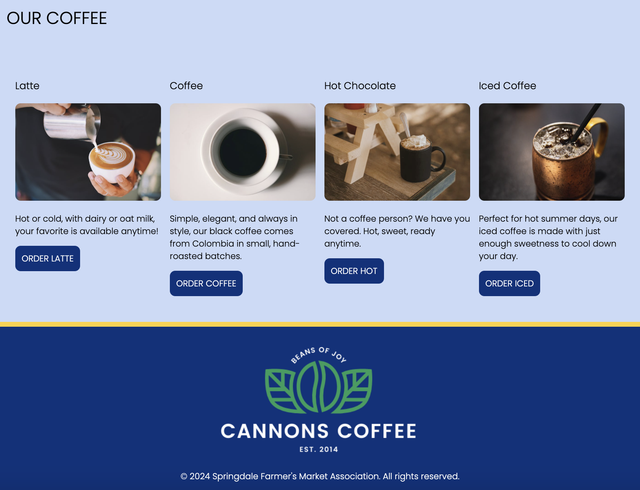 OUR COFFEE
Latte
Hot or cold, with dairy or oat milk,
your favorite is available anytime!
ORDER LATTE
Coffee
Simple, elegant, and always in
style, our black coffee comes
from Colombia in small, hand-
roasted batches.
ORDER COFFEE
Hot Chocolate
Not a coffee person? We have you
covered. Hot, sweet, ready
anytime.
ORDER HOT
Iced Coffee
Perfect for hot summer days, our
iced coffee is made with just
enough sweetness to cool down
your day.
ORDER ICED
BEANS OF JOY
CANNONS COFFEE
EST. 2014
© 2024 Springdale Farmer's Market Association. All rights reserved.